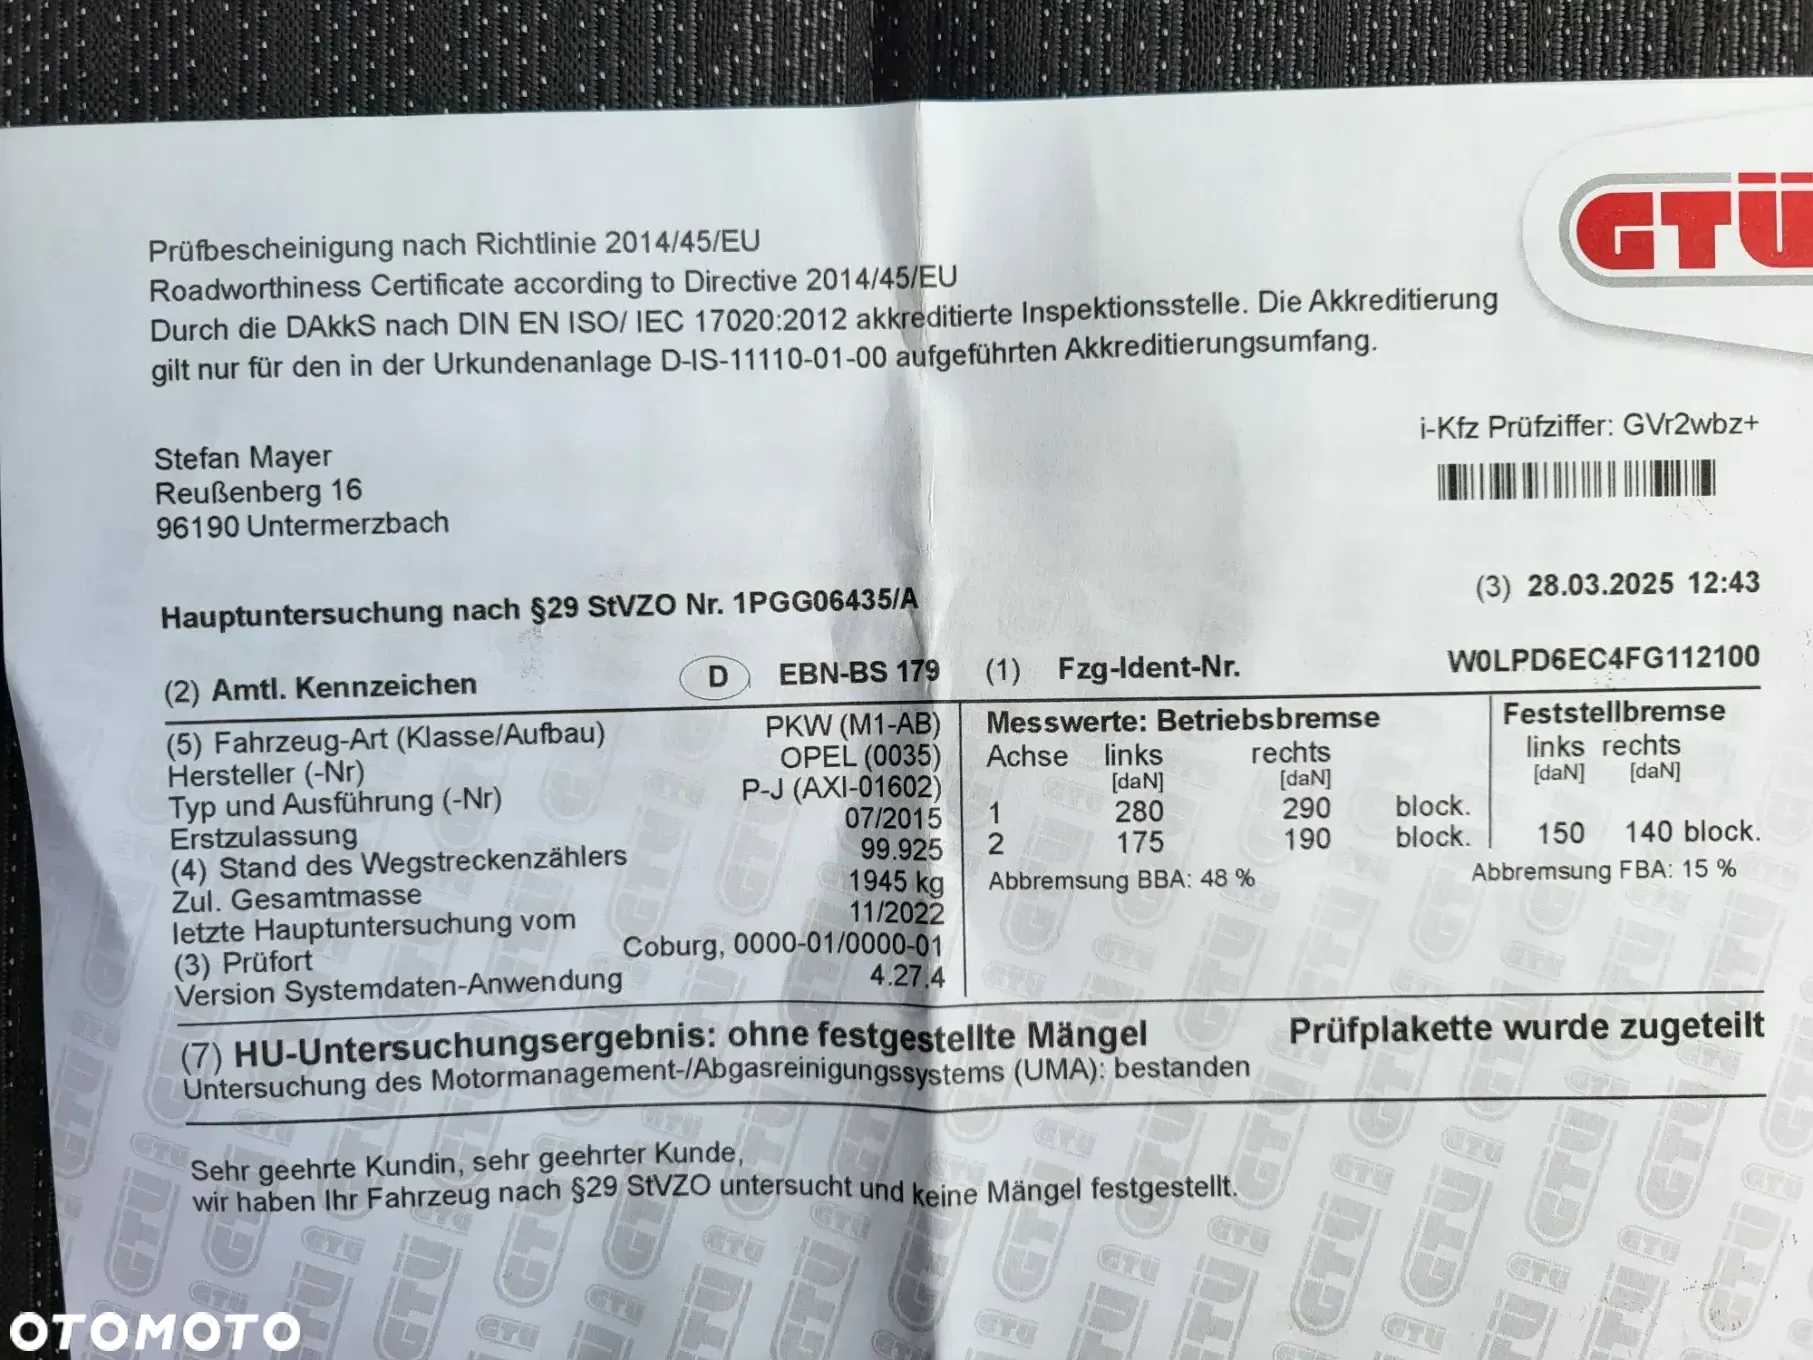 GTÜ
Prüfbescheinigung nach Richtlinie 2014/45/EU
Roadworthiness Certificate according to Directive 2014/45/EU
Durch die DAkkS nach DIN EN ISO/ IEC 17020:2012 akkreditierte Inspektionsstelle. Die Akkreditierung
gilt nur für den in der Urkundenanlage D-IS-11110-01-00 aufgeführten Akkreditierungsumfang.
i-Kfz Prüfziffer: GVr2wbz+
Stefan Mayer
Reußenberg 16
96190 Untermerzbach
Hauptuntersuchung nach §29 StVZO Nr. 1PGG06435/A (3) 28.03.2025 12:43
(2) Amtl. Kennzeichen D EBN-BS 179 (1) Fzg-Ident-Nr. W0LPD6EC4FG112100
(5) Fahrzeug-Art (Klasse/Aufbau) PKW (M1-AB)
Hersteller (-Nr) OPEL (0035)
Typ und Ausführung (-Nr) P-J (AXI-01602)
Erstzulassung 07/2015
(4) Stand des Wegstreckenzählers 99.925
Zul. Gesamtmasse 1945 kg
letzte Hauptuntersuchung vom 11/2022
(3) Prüfort Coburg, 0000-01/0000-01
Version Systemdaten-Anwendung 4.27.4
Messwerte: Betriebsbremse Feststellbremse
Achse links rechts links rechts
[daN] [daN] [daN] [daN]
1 280 290 block.
2 175 190 block. 150 140 block.
Abbremsung BBA: 48 % Abbremsung FBA: 15 %
(7) HU-Untersuchungsergebnis: ohne festgestellte Mängel Prüfplakette wurde zugeteilt
Untersuchung des Motormanagement-/Abgasreinigungssystems (UMA): bestanden
Sehr geehrte Kundin, sehr geehrter Kunde,
wir haben Ihr Fahrzeug nach §29 StVZO untersucht und keine Mängel festgestellt.
OTOMOTO